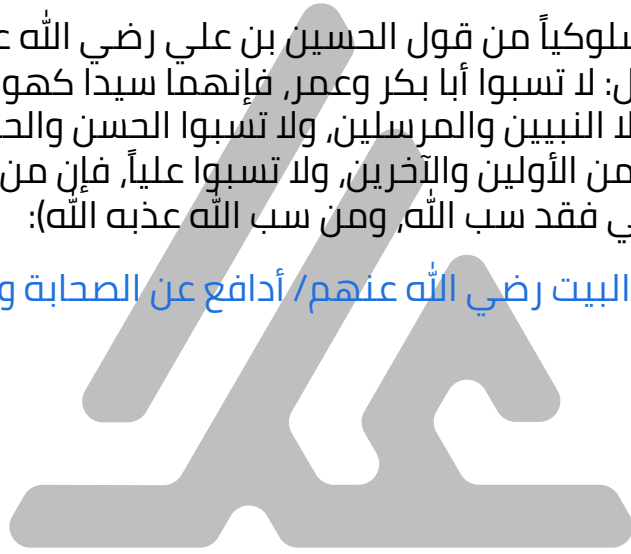 سلوكياً من قول الحسين بن علي رضي الله
ل: لا تسبوا أبا بكر وعمر، فإنهما سيدا كهو
لا النبيين والمرسلين، ولا تسبوا الحسن والح
من الأولين والآخرين، ولا تسبوا علياً، فإن من
ي فقد سب الله، ومن سب الله عذبه الله):
البيت رضي الله عنهم/ أدافع عن الصحابة و